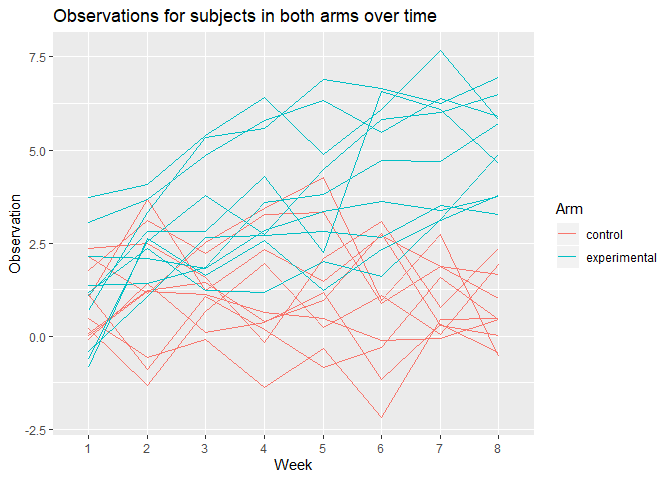 Observations for subjects in both arms over time
7.5
5.0
2.5
0.0
-2.5
Observation
1 2 3 4 5 6 7 8
Week
Arm
control
experimental